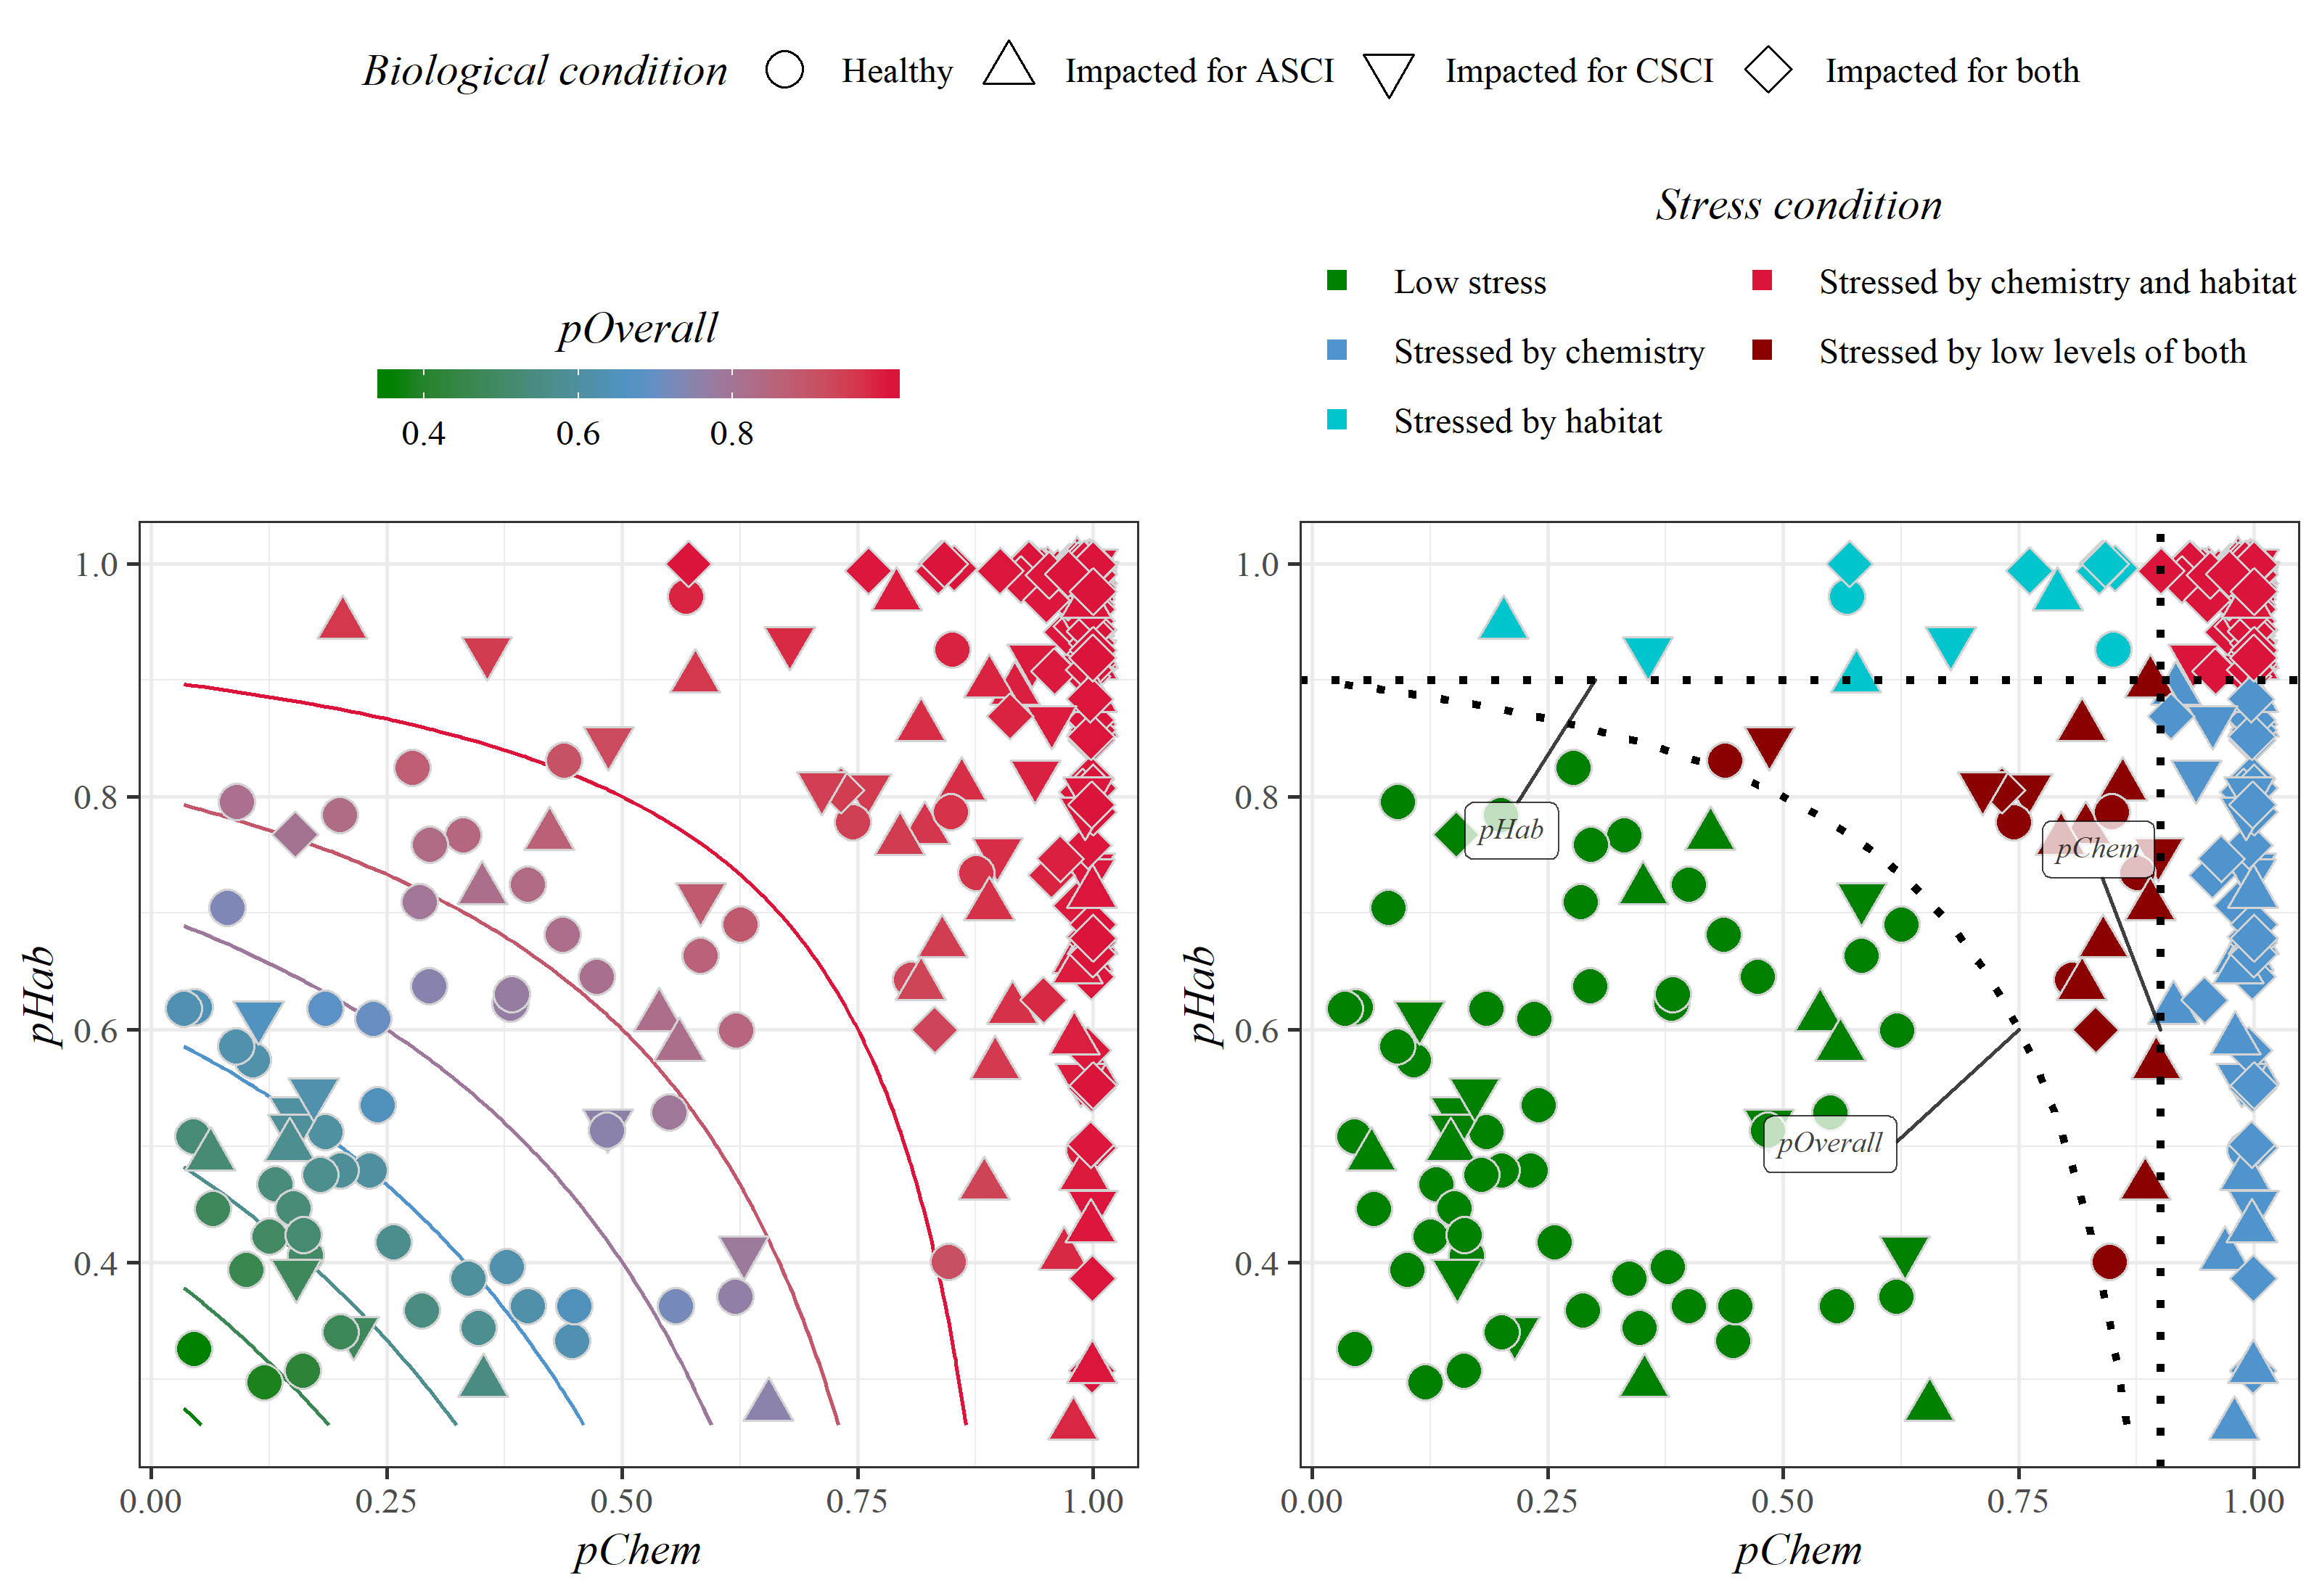 Biological condition Healthy Impacted for ASCI Impacted for CSCI Impacted for both
pOverall
0.4 0.6 0.8
Stress condition
Low stress Stressed by chemistry and habitat
Stressed by chemistry Stressed by low levels of both
Stressed by habitat
pHab
1.0
0.8
0.6
0.4
0.00 0.25 0.50 0.75 1.00
pChem
pHab
1.0
0.8
0.6
0.4
pHab
pChem
pOverall
0.00 0.25 0.50 0.75 1.00
pChem